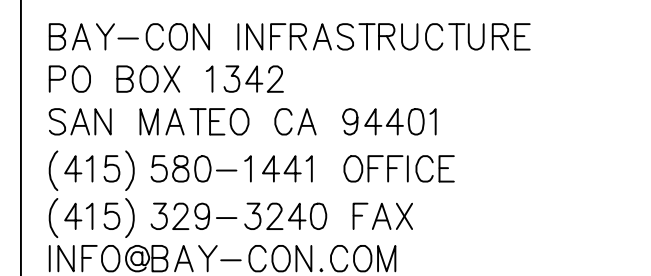 BAY-CON INFRASTRUCTURE
PO BOX 1342
SAN MATEO CA 94401
(415) 580-1441 OFFICE
(415) 329-3240 FAX
INFO@BAY-CON.COM